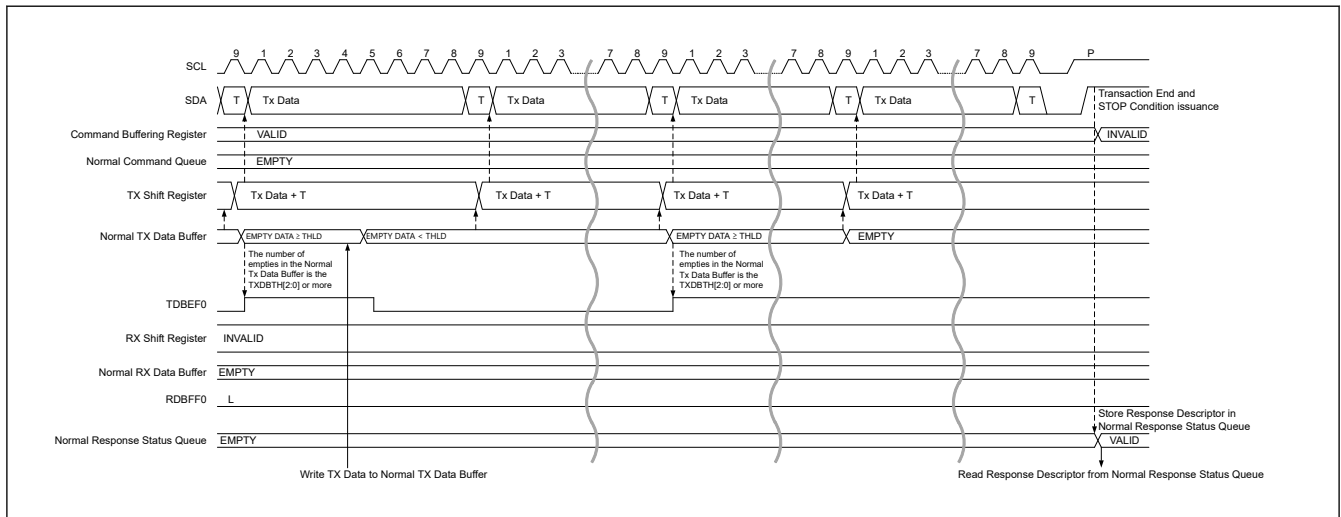 9 1 2 3 4 5 6 7 8 9 1 2 3 7 8 9 1 2 3 7 8 9 1 2 3 7 8 9 P
SCL
SDA T Tx Data T Tx Data T Tx Data T Tx Data T
Transaction End and
STOP Condition issuance
Command Buffering Register VALID INVALID
Normal Command Queue EMPTY
TX Shift Register Tx Data + T Tx Data + T Tx Data + T Tx Data + T
Normal TX Data Buffer EMPTY DATA ≥ THLD EMPTY DATA < THLD EMPTY DATA ≥ THLD EMPTY
The number of
empties in the Normal
Tx Data Buffer is the
TXDBTH[2:0] or more
The number of
empties in the Normal
Tx Data Buffer is the
TXDBTH[2:0] or more
TDBEF0
RX Shift Register INVALID
Normal RX Data Buffer EMPTY
RDBFF0 L
Store Response Descriptor in
Normal Response Status Queue
Normal Response Status Queue EMPTY VALID
Write TX Data to Normal TX Data Buffer
Read Response Descriptor from Normal Response Status Queue